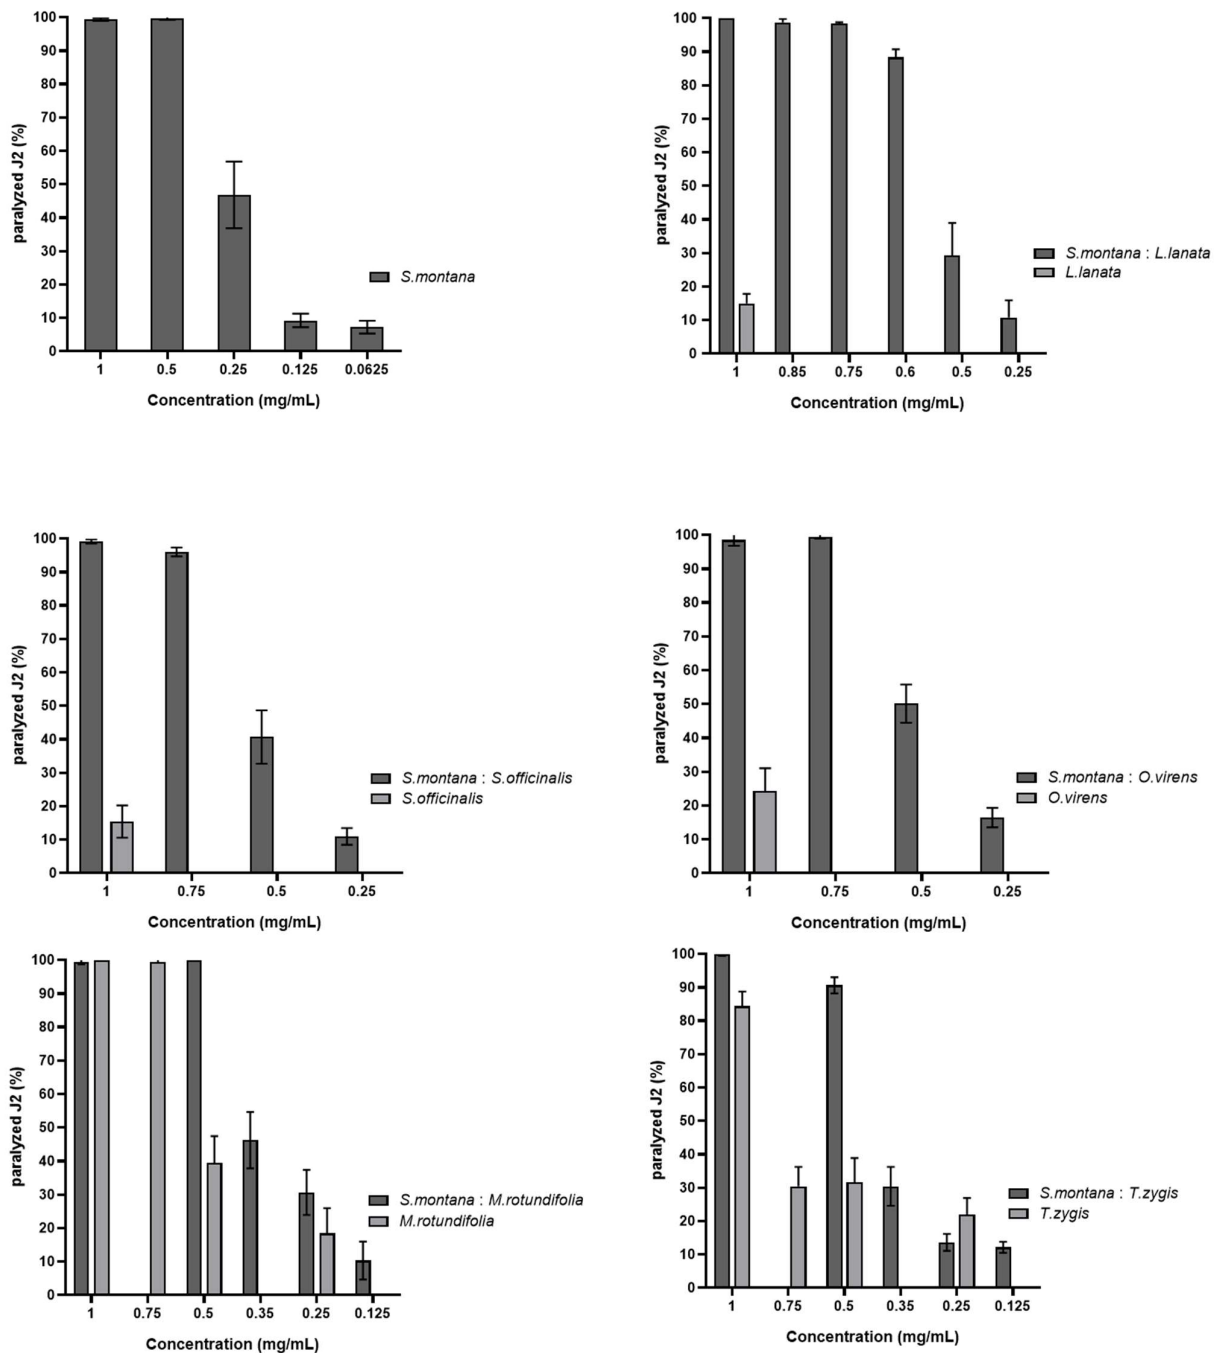 100
90
80
70
60
50
40
30
20
10
0
paralyzed J2 (%)
1 0.5 0.25 0.125 0.0625
Concentration (mg/mL)
S.montana
100
90
80
70
60
50
40
30
20
10
0
paralyzed J2 (%)
1 0.85 0.75 0.6 0.5 0.25
Concentration (mg/mL)
S.montana : L.lanata
L.lanata
100
90
80
70
60
50
40
30
20
10
0
paralyzed J2 (%)
1 0.75 0.5 0.25
Concentration (mg/mL)
S.montana : S.officinalis
S.officinalis
100
90
80
70
60
50
40
30
20
10
0
paralyzed J2 (%)
1 0.75 0.5 0.25
Concentration (mg/mL)
S.montana : O.virens
O.virens
100
90
80
70
60
50
40
30
20
10
0
paralyzed J2 (%)
1 0.75 0.5 0.35 0.25 0.125
Concentration (mg/mL)
S.montana : M.rotundifolia
M.rotundifolia
100
90
80
70
60
50
40
30
20
10
0
paralyzed J2 (%)
1 0.75 0.5 0.35 0.25 0.125
Concentration (mg/mL)
S.montana : T.zygis
T.zygis